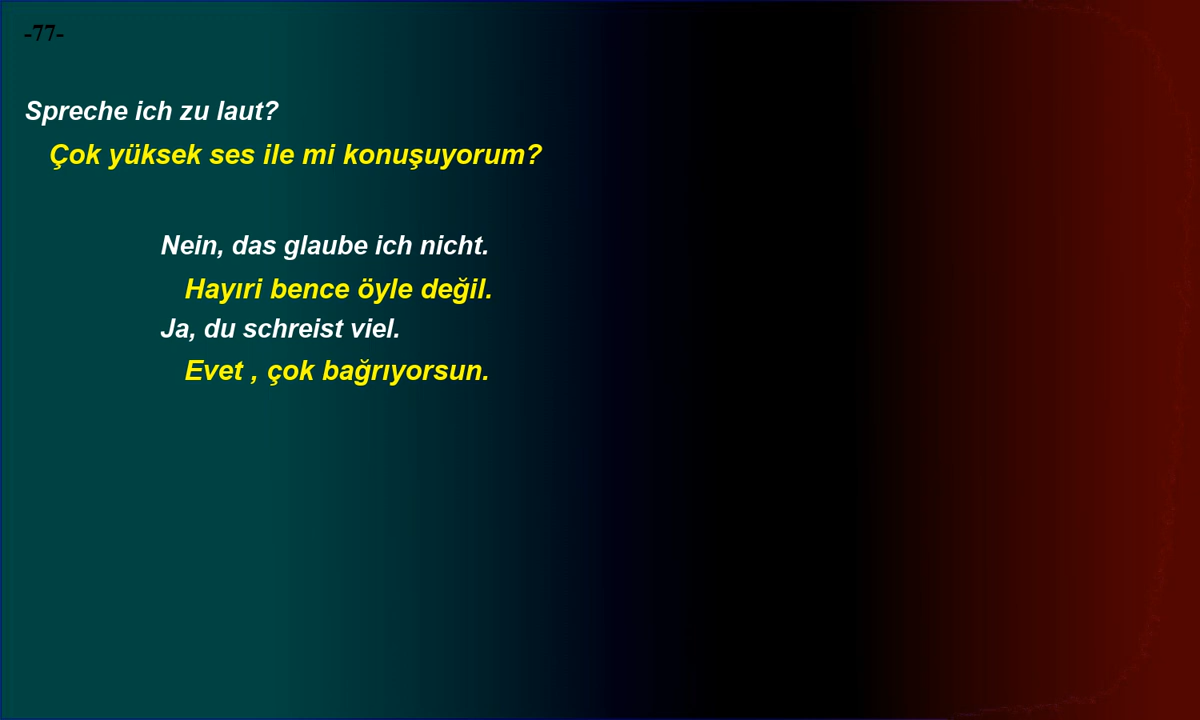 -77-
Spreche ich zu laut?
Çok yüksek ses ile mi konuşuyorum?
Nein, das glaube ich nicht.
Hayıri bence öyle değil.
Ja, du schreist viel.
Evet , çok bağrıyorsun.